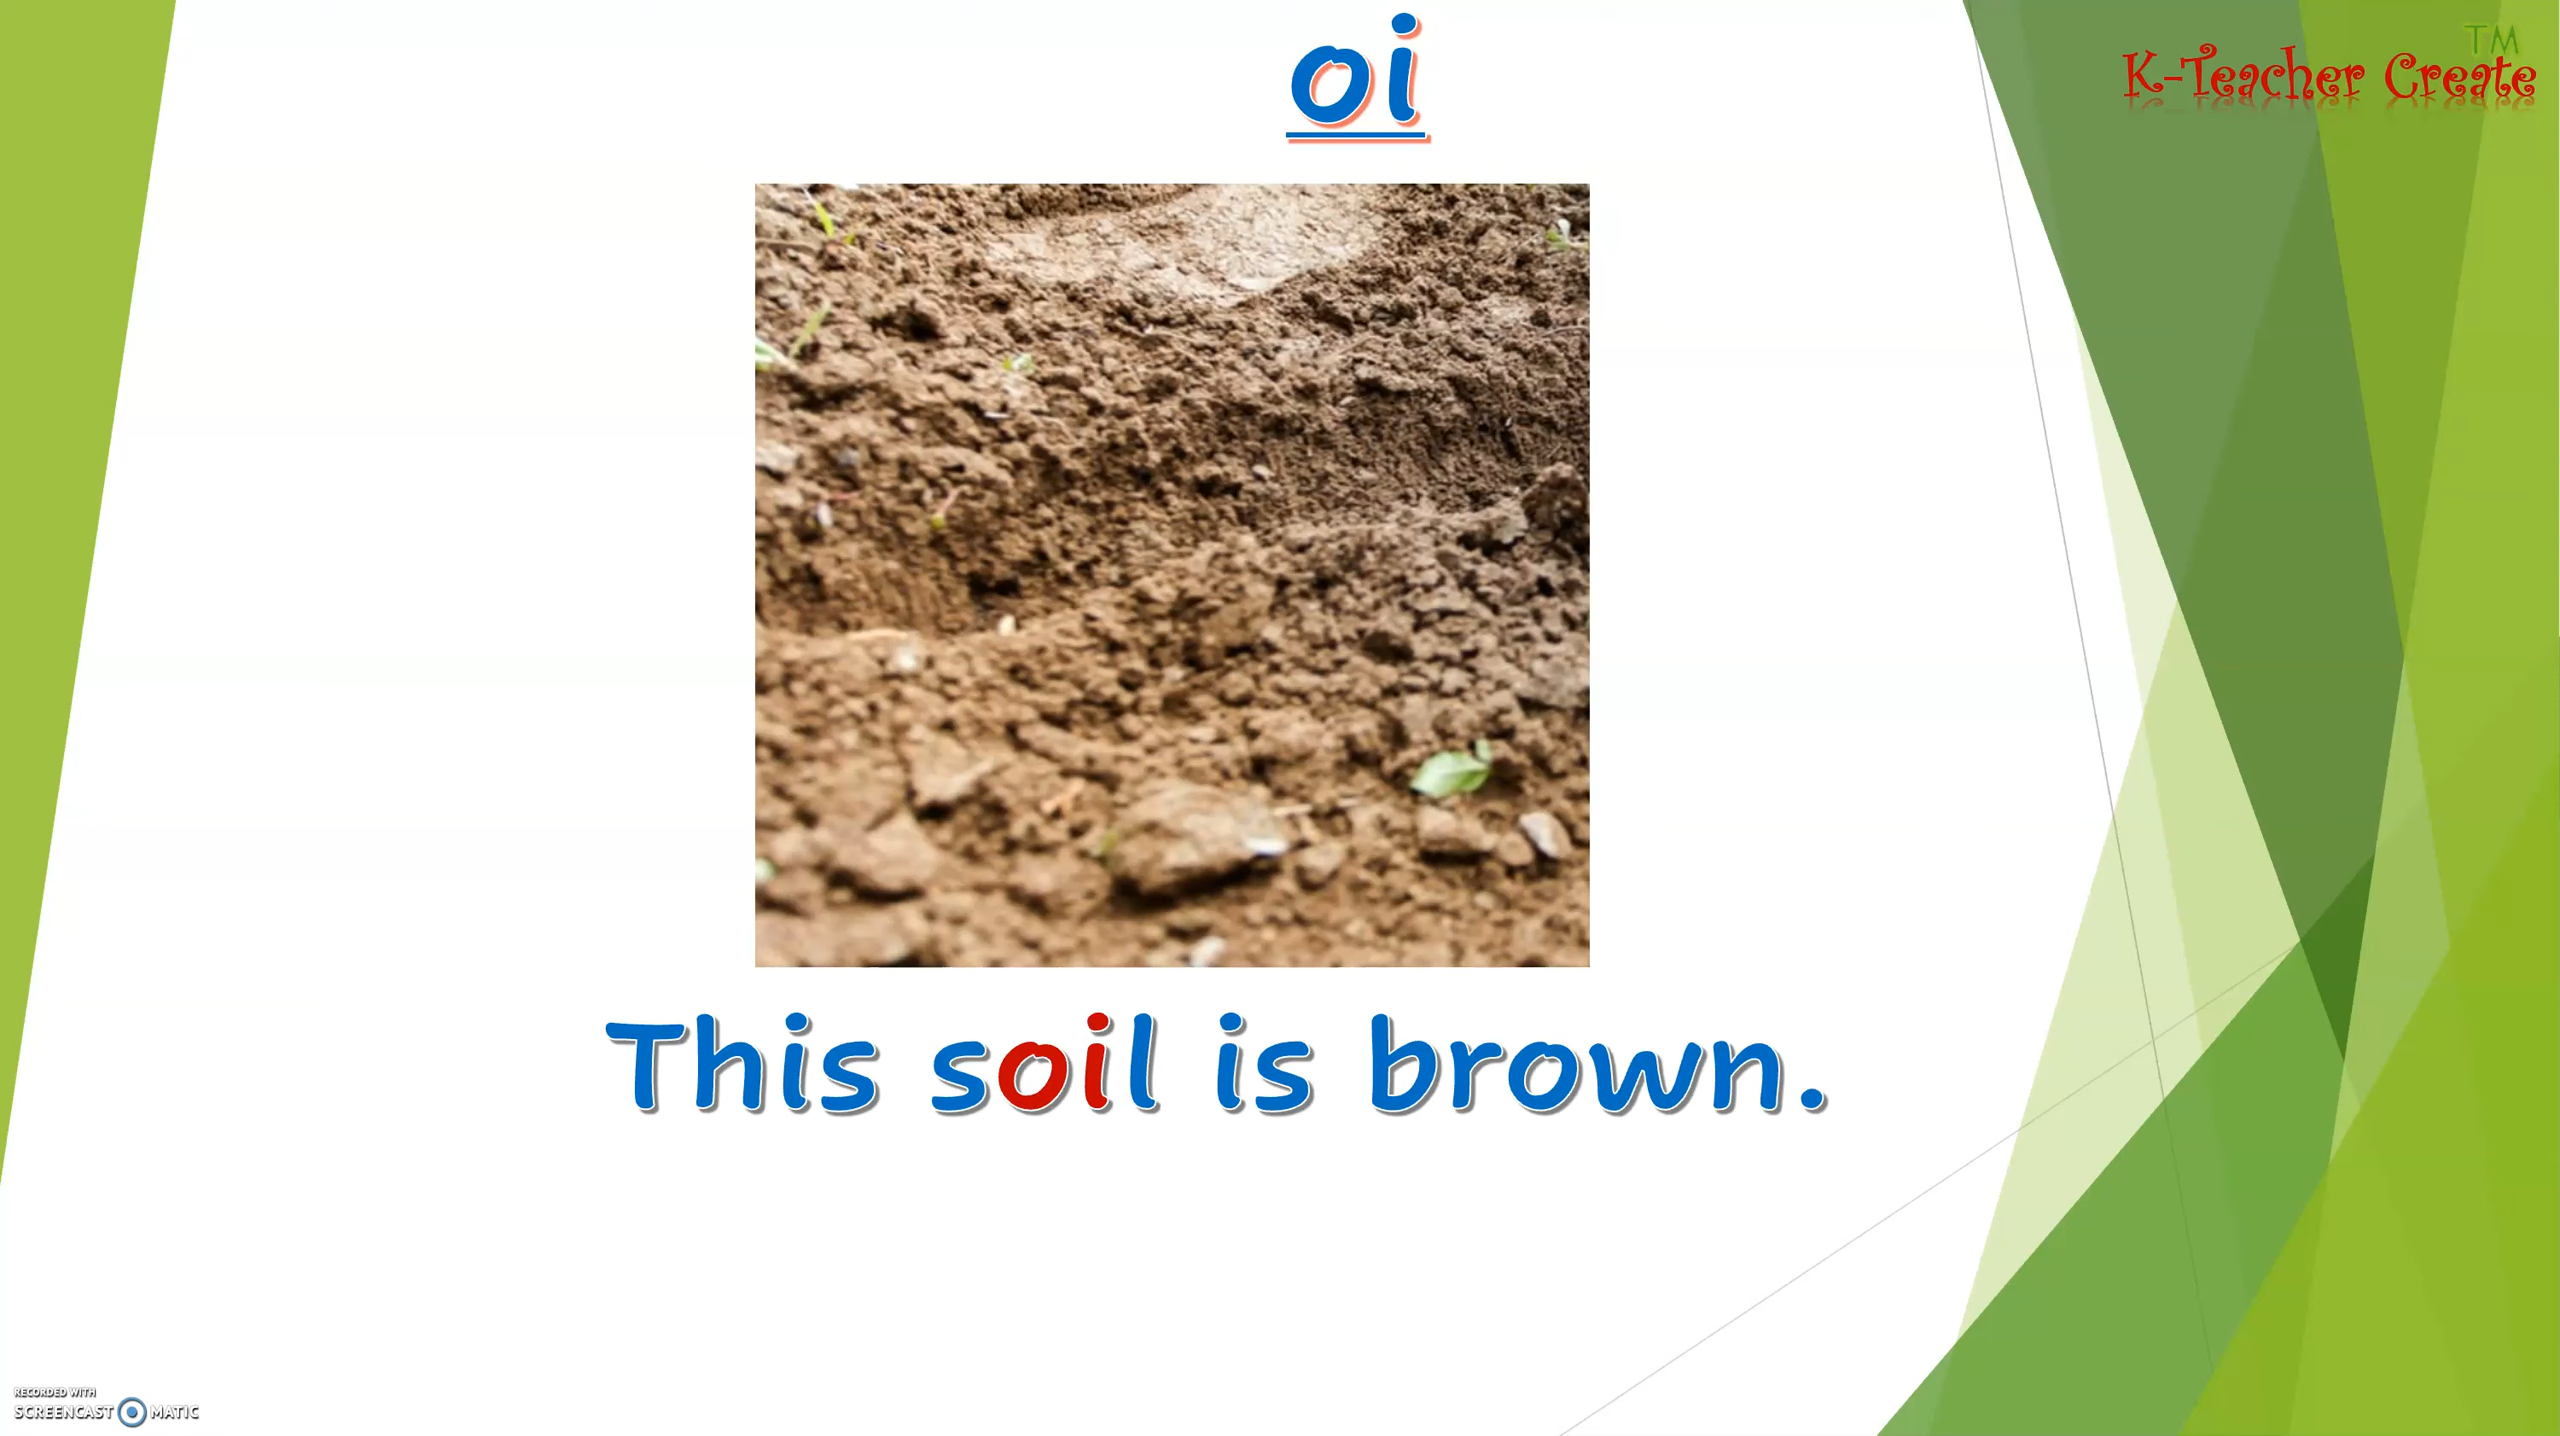 oi
TM
K-Teacher Create
This soil is brown.
RECORDED WITH
SCREENCAST MATIC